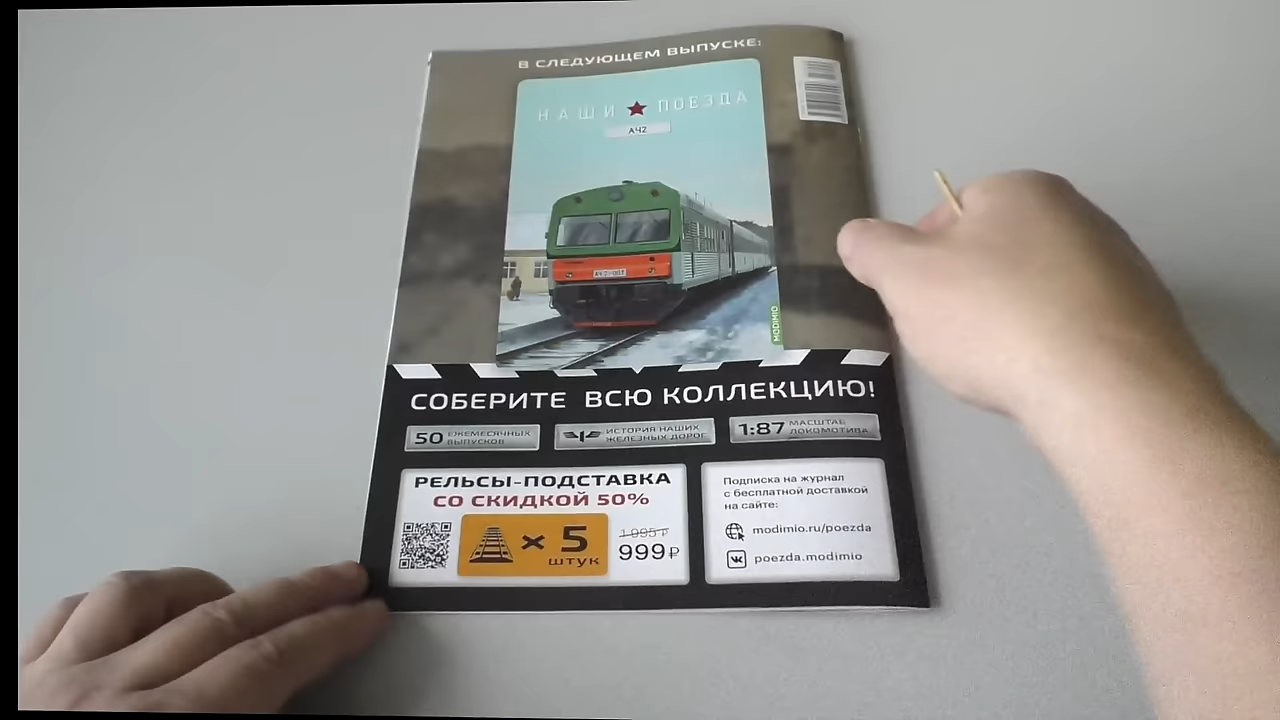 В СЛЕДУЮЩЕМ ВЫПУСКЕ:
НАШИ ★ ПОЕЗДА
АЧ2
АЧ2-001
MODIMIO
СОБЕРИТЕ ВСЮ КОЛЛЕКЦИЮ!
50 ЕЖЕМЕСЯЧНЫХ
ВЫПУСКОВ
ИСТОРИЯ НАШИХ
ЖЕЛЕЗНЫХ ДОРОГ
1:87 МАСШТАБ
ЛОКОМОТИВА
РЕЛЬСЫ-ПОДСТАВКА
СО СКИДКОЙ 50%
× 5
штук
1 995 ₽
999 ₽
Подписка на журнал
с бесплатной доставкой
на сайте:
modimio.ru/poezda
poezda.modimio